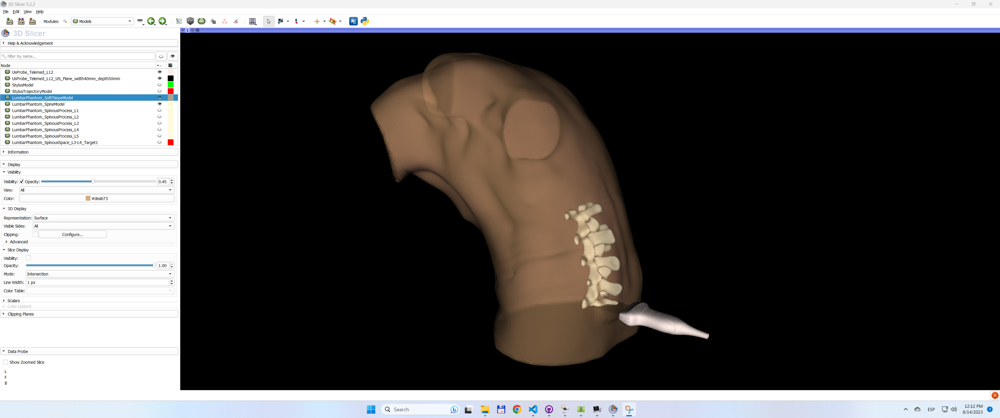 3D Slicer 5.2.2
File Edit View Help
DATA DCM SAVE Modules: Models
3D Slicer
1
Help & Acknowledgement
Filter by name...
Node
UsProbe_Telemed_L12
UsProbe_Telemed_L12_US_Plane_width40mm_depth50mm
StylusModel
StylusTrajectoryModel
LumbarPhantom_SoftTissueModel
LumbarPhantom_SpineModel
LumbarPhantom_SpinousProcess_L1
LumbarPhantom_SpinousProcess_L2
LumbarPhantom_SpinousProcess_L3
LumbarPhantom_SpinousProcess_L4
LumbarPhantom_SpinousProcess_L5
LumbarPhantom_SpinousSpace_L3-L4_Target1
Information
Display
Visibility
Visibility: Opacity: 0.45
View: All
Color: #deab73
3D Display
Representation: Surface
Visible Sides: All
Clipping: Configure...
Advanced
Slice Display
Visibility:
Opacity: 1.00
Mode: Intersection
Line Width: 1 px
Color Table:
Scalars
Color Legend
Clipping Planes
Data Probe
Show Zoomed Slice
L
F
B
Search
ESP
12:12 PM
8/14/2023
1